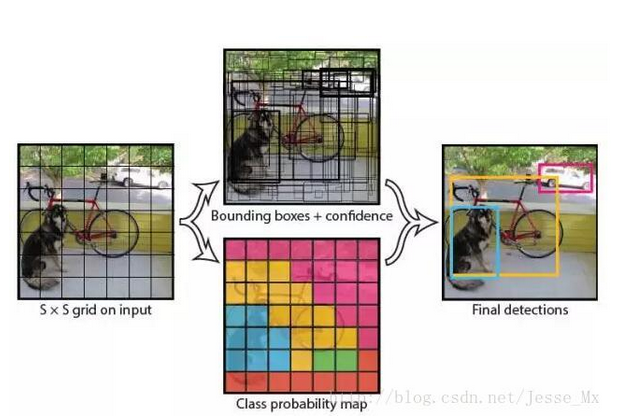 Bounding boxes + confidence
S × S grid on input
Final detections
Class probability map
http://blog.csdn.net/Jesse_Mx